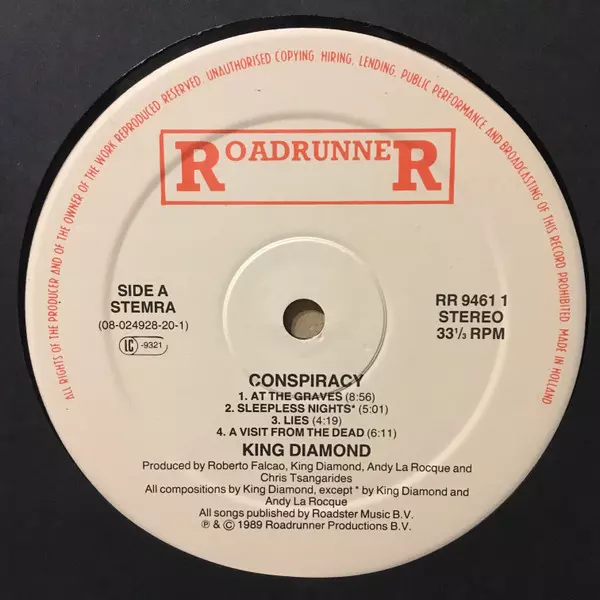 ALL RIGHTS OF THE PRODUCER AND OF THE OWNER OF THE WORK REPRODUCED RESERVED, UNAUTHORISED COPYING HIRING, LENDING, PUBLIC PERFORMANCE AND BROADCASTING OF THIS RECORD PROHIBITED MADE IN HOLLAND
ROADRUNNER
SIDE A
STEMRA
(08-024928-20-1)
LC -9321
RR 9461 1
STEREO
33⅓ RPM
CONSPIRACY
1. AT THE GRAVES (8:56)
2. SLEEPLESS NIGHTS* (5:01)
3. LIES (4:19)
4. A VISIT FROM THE DEAD (6:11)
KING DIAMOND
Produced by Roberto Falcao, King Diamond, Andy La Rocque and
Chris Tsangarides
All compositions by King Diamond, except * by King Diamond and
Andy La Rocque
All songs published by Roadster Music B.V.
℗ & © 1989 Roadrunner Productions B.V.